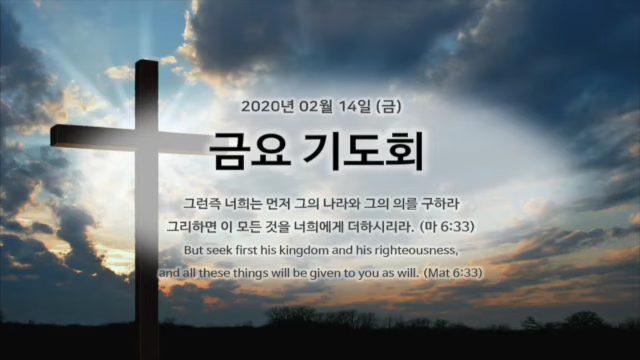 2020년 02월 14일 (금)
금요 기도회
그런즉 너희는 먼저 그의 나라와 그의 의를 구하라
그리하면 이 모든 것을 너희에게 더하시리라. (마 6:33)
But seek first his kingdom and his righteousness,
and all these things will be given to you as will. (Mat 6:33)